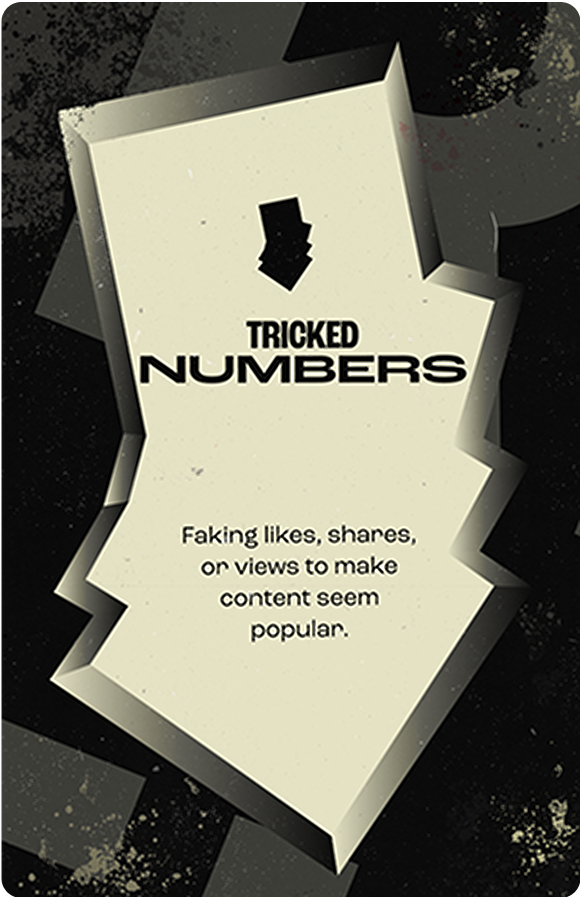 TRICKED
NUMBERS
Faking likes, shares,
or views to make
content seem
popular.